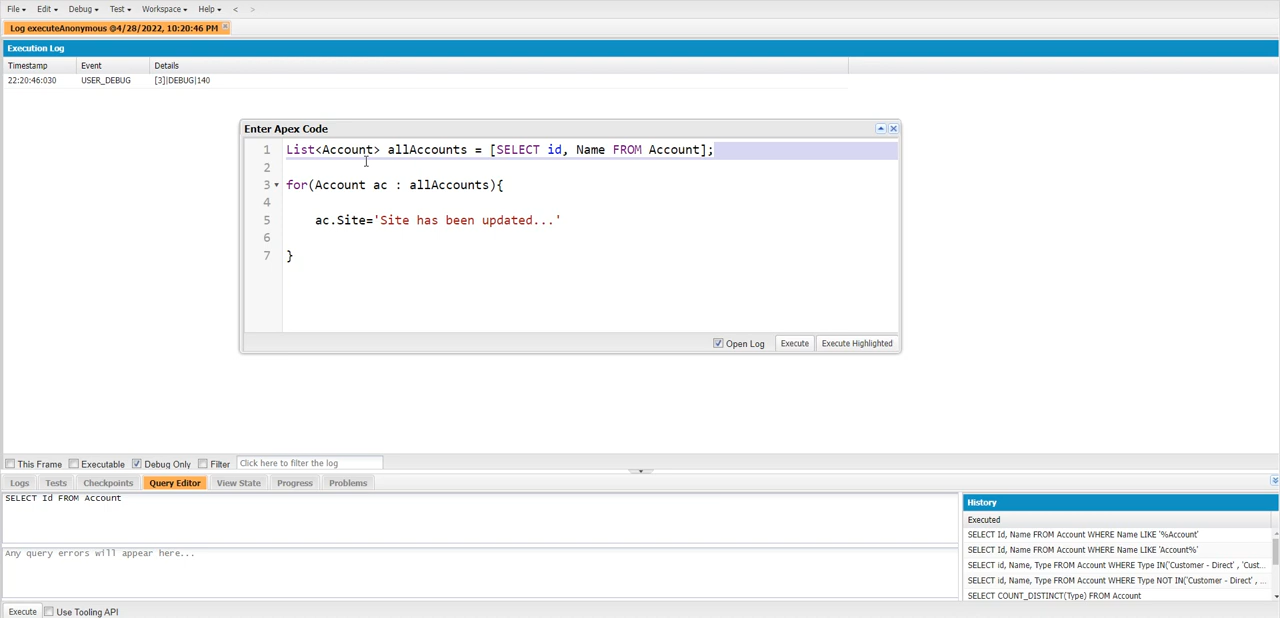 File Edit Debug Test Workspace Help < >
Log executeAnonymous @4/28/2022, 10:20:46 PM
Execution Log
Timestamp Event Details
22:20:46:030 USER_DEBUG [3]|DEBUG|140
Enter Apex Code
1 List<Account> allAccounts = [SELECT id, Name FROM Account];
2
3 for(Account ac : allAccounts){
4
5 ac.Site='Site has been updated...'
6
7 }
Open Log Execute Execute Highlighted
This Frame Executable Debug Only Filter Click here to filter the log
Logs Tests Checkpoints Query Editor View State Progress Problems
SELECT Id FROM Account
Any query errors will appear here...
History
Executed
SELECT Id, Name FROM Account WHERE Name LIKE '%Account'
SELECT Id, Name FROM Account WHERE Name LIKE 'Account%'
SELECT id, Name, Type FROM Account WHERE Type IN('Customer - Direct' , 'Cust...
SELECT id, Name, Type FROM Account WHERE Type NOT IN('Customer - Direct' , ...
SELECT COUNT_DISTINCT(Type) FROM Account
Execute Use Tooling API